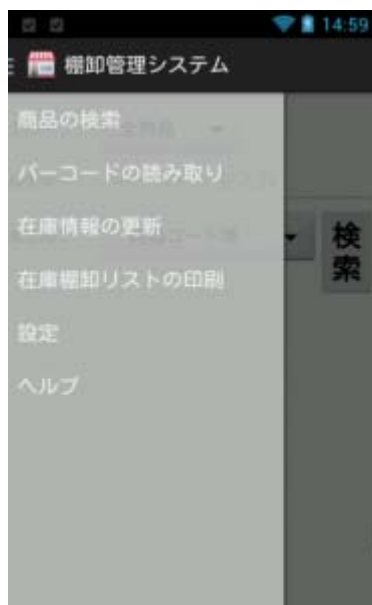 14:59
棚卸管理システム
商品の検索
バーコードの読み取り
在庫情報の更新
在庫棚卸リストの印刷
設定
ヘルプ
検
索